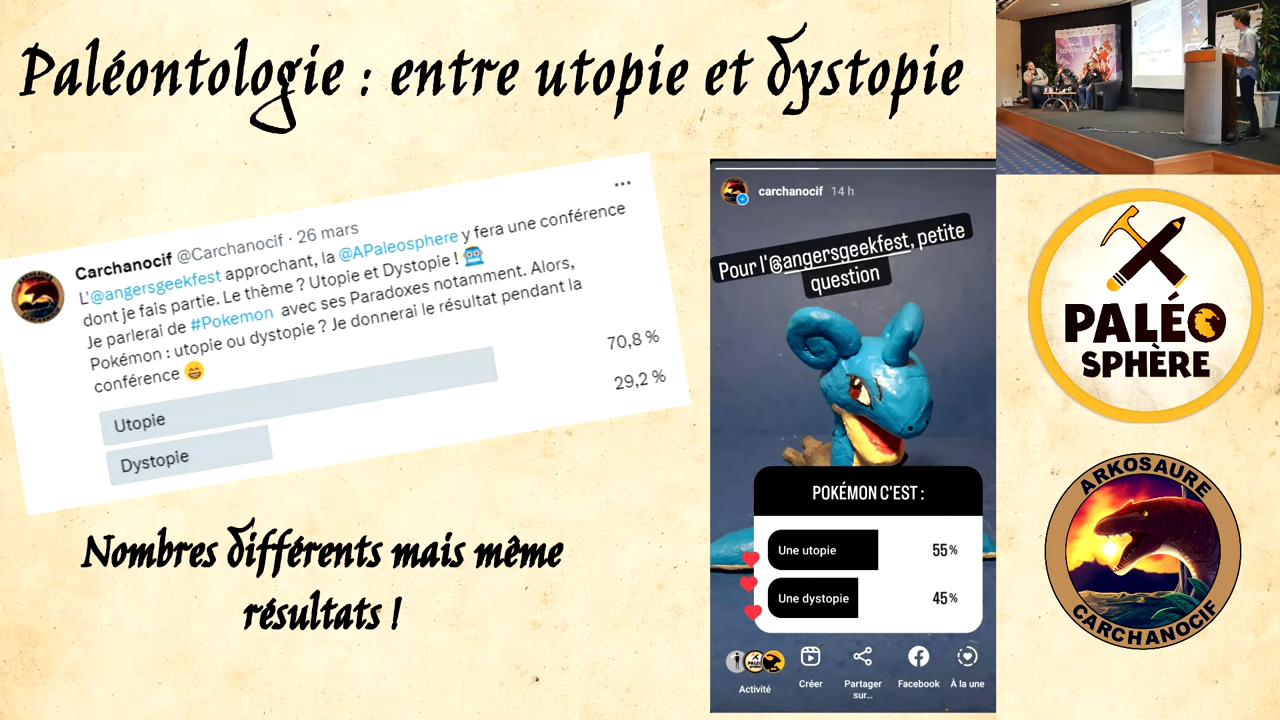 Paléontologie : entre utopie et dystopie
Carchanocif @Carchanocif · 26 mars
L'@angersgeekfest approchant, la @APaleosphere y fera une conférence
dont je fais partie. Le thème ? Utopie et Dystopie ! 🤖
Je parlerai de #Pokemon avec ses Paradoxes notamment. Alors,
Pokémon : utopie ou dystopie ? Je donnerai le résultat pendant la
conférence 😄
Utopie 70,8 %
Dystopie 29,2 %
Nombres différents mais même
résultats !
carchanocif 14 h
Pour l'@angersgeekfest, petite
question
POKÉMON C'EST :
Une utopie 55%
Une dystopie 45%
Activité
Créer
Partager
sur...
Facebook
À la une
PALÉO
SPHÈRE
ARKOSAURE
CARCHANOCIF